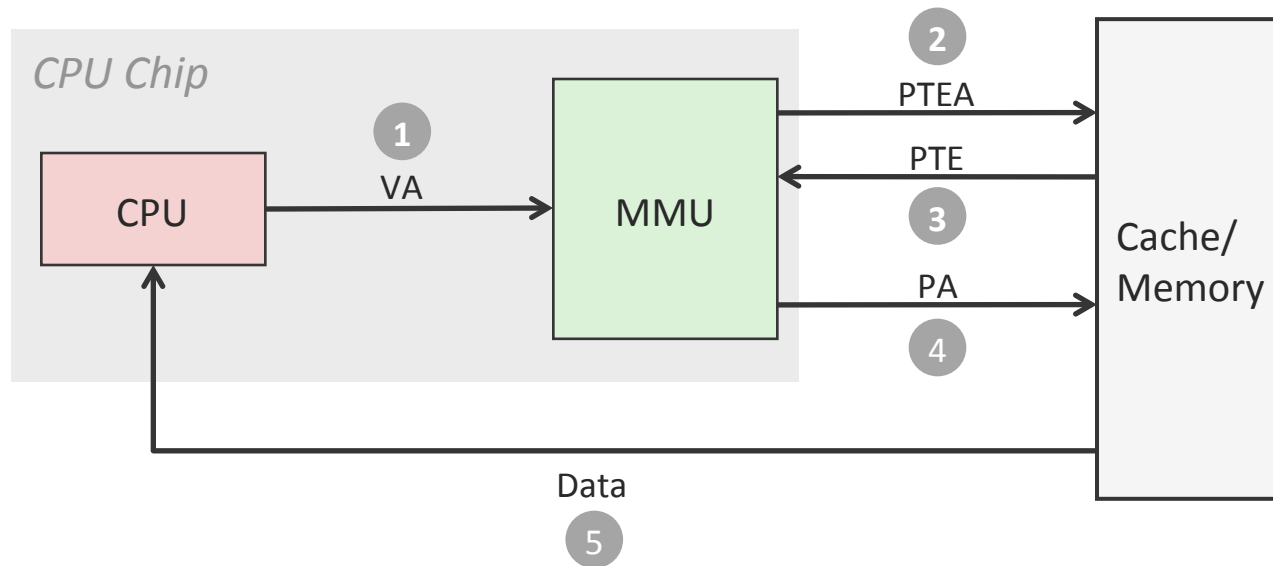 CPU Chip
2
PTEA
1
VA
PTE
CPU
MMU
3
Cache/
Memory
PA
4
Data
5